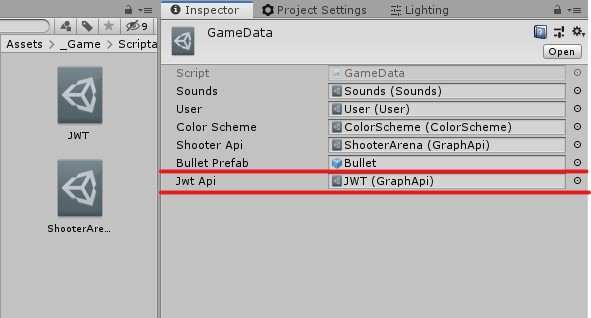 Inspector
Project Settings
Lighting
9
GameData
Assets
_Game
Scripta
Open
Script
GameData
Sounds
Sounds (Sounds)
User
User (User)
Color Scheme
ColorScheme (ColorScheme)
Shooter Api
ShooterArena (GraphApi)
Bullet Prefab
Bullet
Jwt Api
JWT (GraphApi)
JWT
ShooterAre...